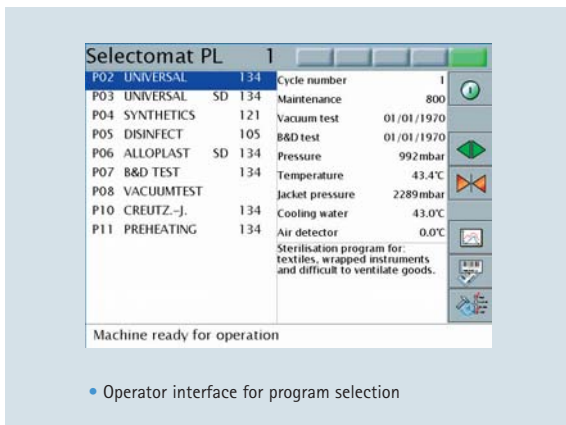 Selectomat PL 1
P02 UNIVERSAL 134
P03 UNIVERSAL SD 134
P04 SYNTHETICS 121
P05 DISINFECT 105
P06 ALLOPLAST SD 134
P07 B&D TEST 134
P08 VACUUMTEST
P10 CREUTZ.-J. 134
P11 PREHEATING 134
Cycle number 1
Maintenance 800
Vacuum test 01/01/1970
B&D test 01/01/1970
Pressure 992mbar
Temperature 43.4°C
Jacket pressure 2289mbar
Cooling water 43.0°C
Air detector 0.0°C
Sterilisation program for:
textiles, wrapped instruments
and difficult to ventilate goods.
Machine ready for operation
• Operator interface for program selection